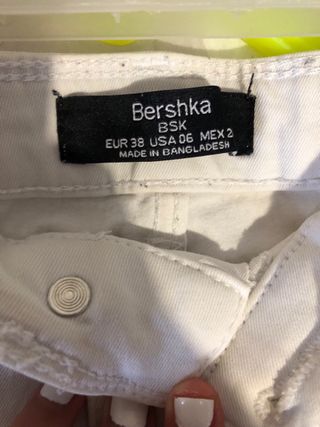 Bershka
BSK
EUR 38 USA 06 MEX 2
MADE IN BANGLADESH